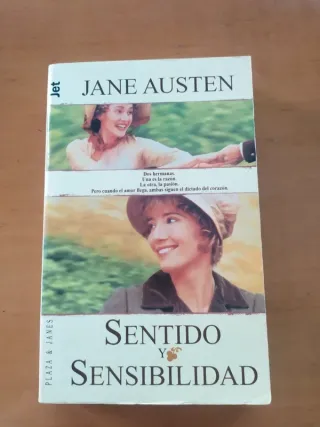 Jet
JANE AUSTEN
Dos hermanas.
Una es la razón.
La otra, la pasión.
Pero cuando el amor llega, ambas siguen el dictado del corazón.
PLAZA & JANES
SENTIDO
Y
SENSIBILIDAD